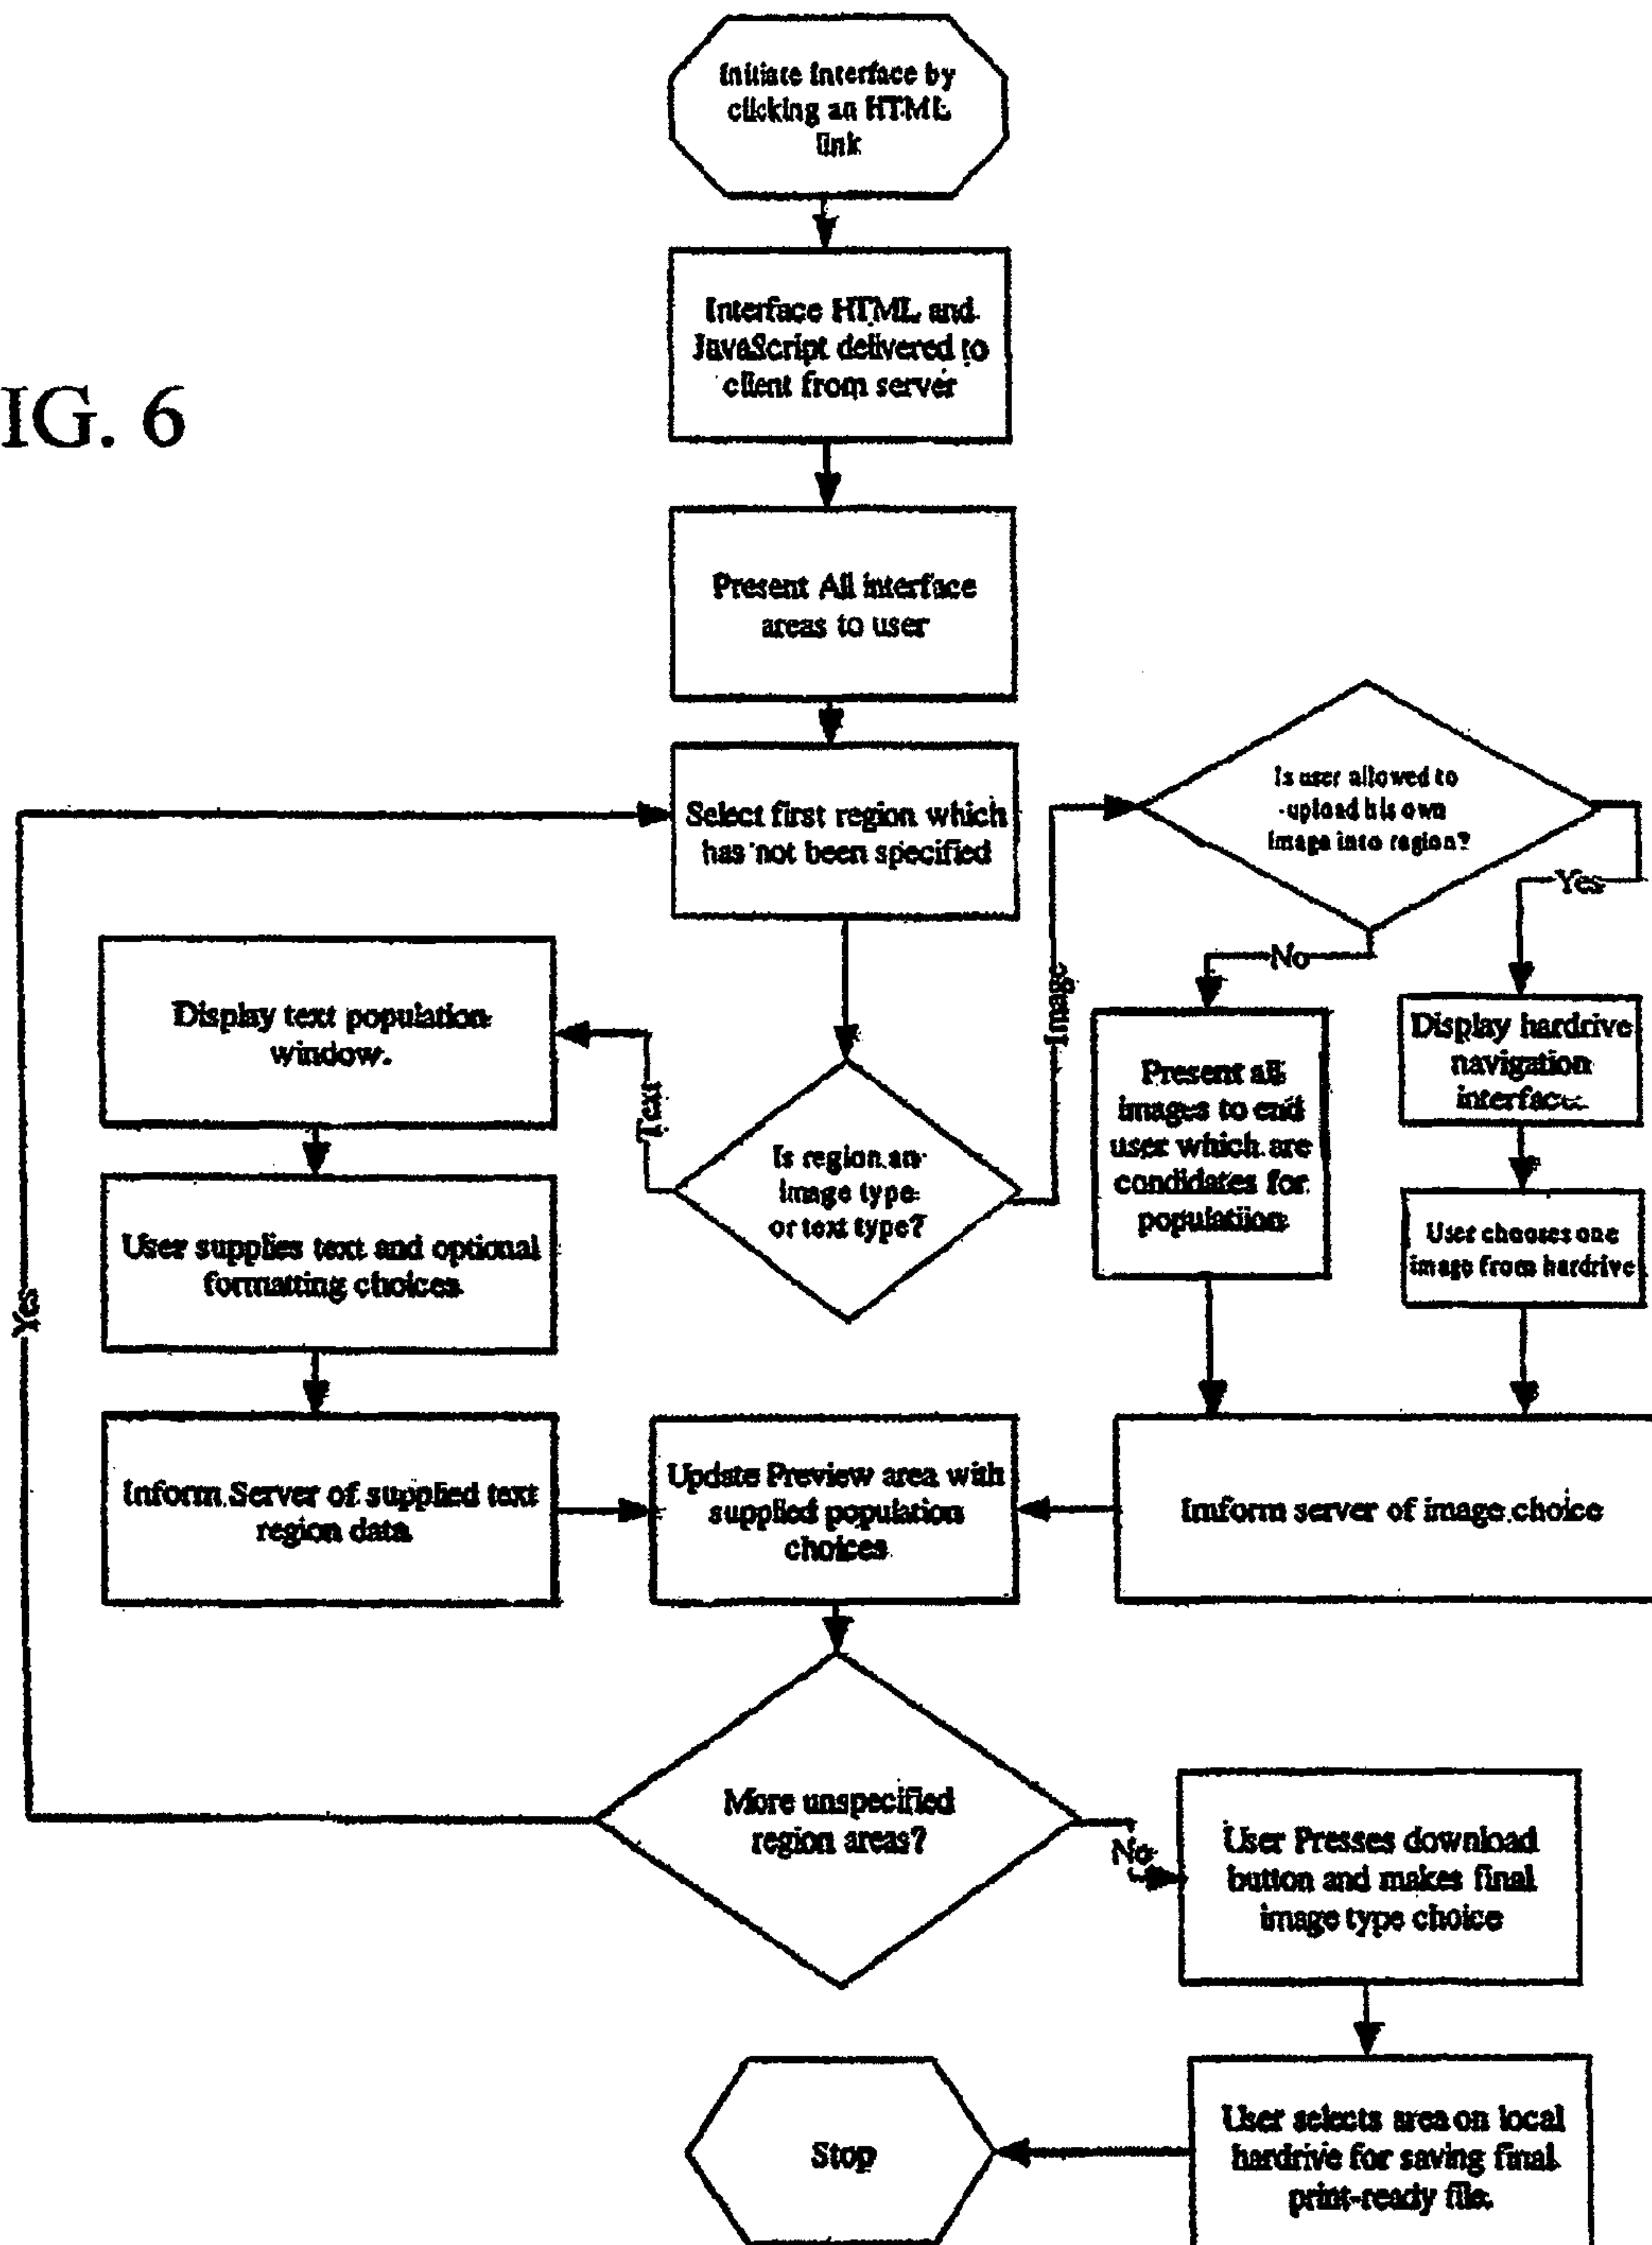 Initiate Interface by
clicking an HTML
link
Interface HTML and
JavaScript delivered to
client from server
IG. 6
Present All interface
areas to user
Select first region which
has not been specified
Is user allowed to
upload his own
image into region?
Yes
No
Image
Display text population
window.
Text
Is region an
image type
or text type?
Present all
images to end
user which are
condidates for
populatiion
Display hardrive
navigation
interface.
User supplies text and optional
formatting choices.
User chooses one
image from hardrive
Yes
Inform Server of supplied text
region data
Update Preview area with
supplied population
choices
Imform server of image choice
More unspecified
region areas?
No
User Presses download
button and makes final
image type choice
Stop
User selects area on local
hardrive for saving final
print-ready file.